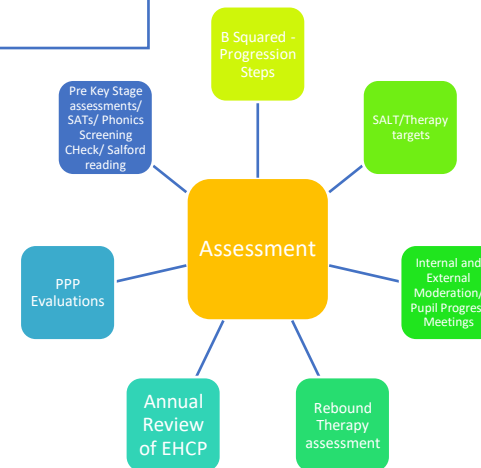 B Squared -
Progression
Steps
SALT/Therapy
targets
Internal and
External
Moderation/
Pupil Progress
Meetings
Rebound
Therapy
assessment
Annual
Review
of EHCP
PPP
Evaluations
Pre Key Stage
assessments/
SATs/ Phonics
Screening
CHeck/ Salford
reading
Assessment